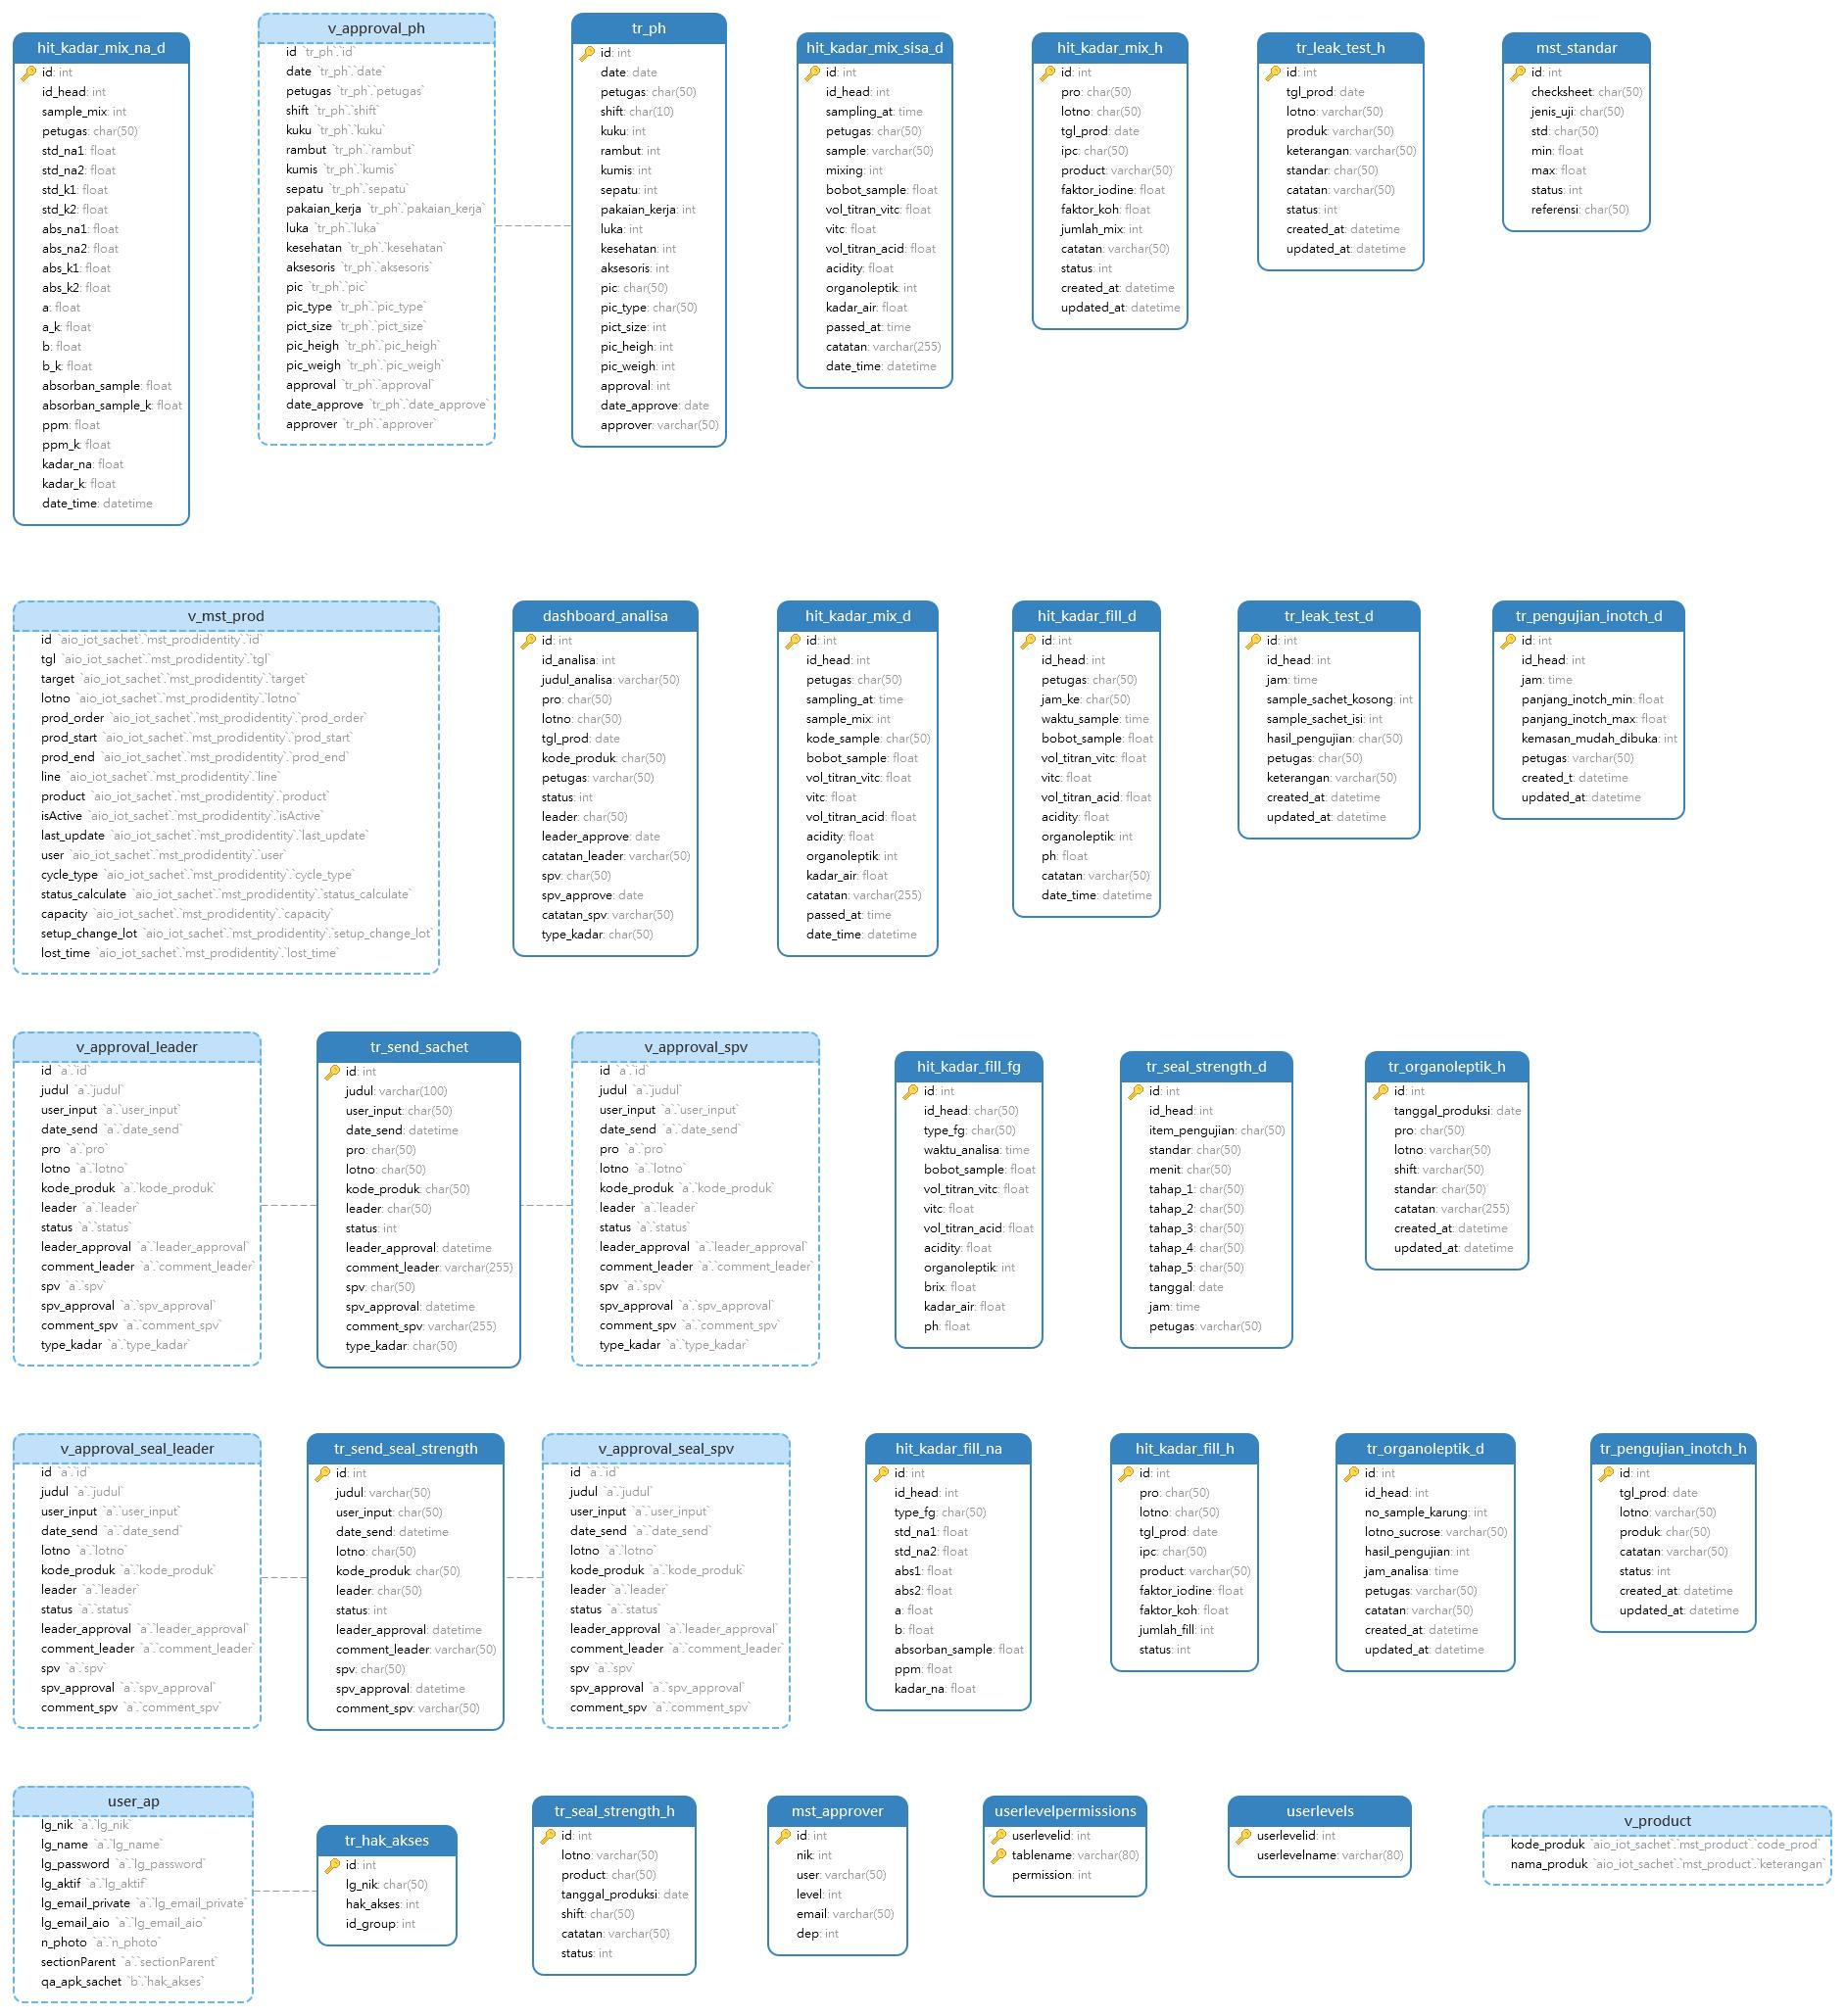 hit_kadar_mix_na_d
id: int
id_head: int
sample_mix: int
petugas: char(50)
std_na1: float
std_na2: float
std_k1: float
std_k2: float
abs_na1: float
abs_na2: float
abs_k1: float
abs_k2: float
a: float
a_k: float
b: float
b_k: float
absorban_sample: float
absorban_sample_k: float
ppm: float
ppm_k: float
kadar_na: float
kadar_k: float
date_time: datetime
v_approval_ph
id `tr_ph`.`id`
date `tr_ph`.`date`
petugas `tr_ph`.`petugas`
shift `tr_ph`.`shift`
kuku `tr_ph`.`kuku`
rambut `tr_ph`.`rambut`
kumis `tr_ph`.`kumis`
sepatu `tr_ph`.`sepatu`
pakaian_kerja `tr_ph`.`pakaian_kerja`
luka `tr_ph`.`luka`
kesehatan `tr_ph`.`kesehatan`
aksesoris `tr_ph`.`aksesoris`
pic `tr_ph`.`pic`
pic_type `tr_ph`.`pic_type`
pict_size `tr_ph`.`pict_size`
pic_heigh `tr_ph`.`pic_heigh`
pic_weigh `tr_ph`.`pic_weigh`
approval `tr_ph`.`approval`
date_approve `tr_ph`.`date_approve`
approver `tr_ph`.`approver`
tr_ph
id: int
date: date
petugas: char(50)
shift: char(10)
kuku: int
rambut: int
kumis: int
sepatu: int
pakaian_kerja: int
luka: int
kesehatan: int
aksesoris: int
pic: char(50)
pic_type: char(50)
pict_size: int
pic_heigh: int
pic_weigh: int
approval: int
date_approve: date
approver: varchar(50)
hit_kadar_mix_sisa_d
id: int
id_head: int
sampling_at: time
petugas: char(50)
sample: varchar(50)
mixing: int
bobot_sample: float
vol_titran_vitc: float
vitc: float
vol_titran_acid: float
acidity: float
organoleptik: int
kadar_air: float
passed_at: time
catatan: varchar(255)
date_time: datetime
hit_kadar_mix_h
id: int
pro: char(50)
lotno: char(50)
tgl_prod: date
ipc: char(50)
product: varchar(50)
faktor_iodine: float
faktor_koh: float
jumlah_mix: int
catatan: varchar(50)
status: int
created_at: datetime
updated_at: datetime
tr_leak_test_h
id: int
tgl_prod: date
lotno: varchar(50)
produk: varchar(50)
keterangan: varchar(50)
standar: char(50)
catatan: varchar(50)
status: int
created_at: datetime
updated_at: datetime
mst_standar
id: int
checksheet: char(50)
jenis_uji: char(50)
std: char(50)
min: float
max: float
status: int
referensi: char(50)
v_mst_prod
id `aio_iot_sachet`.`mst_prodidentity`.`id`
tgl `aio_iot_sachet`.`mst_prodidentity`.`tgl`
target `aio_iot_sachet`.`mst_prodidentity`.`target`
lotno `aio_iot_sachet`.`mst_prodidentity`.`lotno`
prod_order `aio_iot_sachet`.`mst_prodidentity`.`prod_order`
prod_start `aio_iot_sachet`.`mst_prodidentity`.`prod_start`
prod_end `aio_iot_sachet`.`mst_prodidentity`.`prod_end`
line `aio_iot_sachet`.`mst_prodidentity`.`line`
product `aio_iot_sachet`.`mst_prodidentity`.`product`
isActive `aio_iot_sachet`.`mst_prodidentity`.`isActive`
last_update `aio_iot_sachet`.`mst_prodidentity`.`last_update`
user `aio_iot_sachet`.`mst_prodidentity`.`user`
cycle_type `aio_iot_sachet`.`mst_prodidentity`.`cycle_type`
status_calculate `aio_iot_sachet`.`mst_prodidentity`.`status_calculate`
capacity `aio_iot_sachet`.`mst_prodidentity`.`capacity`
setup_change_lot `aio_iot_sachet`.`mst_prodidentity`.`setup_change_lot`
lost_time `aio_iot_sachet`.`mst_prodidentity`.`lost_time`
dashboard_analisa
id: int
id_analisa: int
judul_analisa: varchar(50)
pro: char(50)
lotno: char(50)
tgl_prod: date
kode_produk: char(50)
petugas: varchar(50)
status: int
leader: char(50)
leader_approve: date
catatan_leader: varchar(50)
spv: char(50)
spv_approve: date
catatan_spv: varchar(50)
type_kadar: char(50)
hit_kadar_mix_d
id: int
id_head: int
petugas: char(50)
sampling_at: time
sample_mix: int
kode_sample: char(50)
bobot_sample: float
vol_titran_vitc: float
vitc: float
vol_titran_acid: float
acidity: float
organoleptik: int
kadar_air: float
catatan: varchar(255)
passed_at: time
date_time: datetime
hit_kadar_fill_d
id: int
id_head: int
petugas: char(50)
jam_ke: char(50)
waktu_sample: time
bobot_sample: float
vol_titran_vitc: float
vitc: float
vol_titran_acid: float
acidity: float
organoleptik: int
ph: float
catatan: varchar(50)
date_time: datetime
tr_leak_test_d
id: int
id_head: int
jam: time
sample_sachet_kosong: int
sample_sachet_isi: int
hasil_pengujian: char(50)
petugas: char(50)
keterangan: varchar(50)
created_at: datetime
updated_at: datetime
tr_pengujian_inotch_d
id: int
id_head: int
jam: time
panjang_inotch_min: float
panjang_inotch_max: float
kemasan_mudah_dibuka: int
petugas: varchar(50)
created_t: datetime
updated_at: datetime
v_approval_leader
id `a`.`id`
judul `a`.`judul`
user_input `a`.`user_input`
date_send `a`.`date_send`
pro `a`.`pro`
lotno `a`.`lotno`
kode_produk `a`.`kode_produk`
leader `a`.`leader`
status `a`.`status`
leader_approval `a`.`leader_approval`
comment_leader `a`.`comment_leader`
spv `a`.`spv`
spv_approval `a`.`spv_approval`
comment_spv `a`.`comment_spv`
type_kadar `a`.`type_kadar`
tr_send_sachet
id: int
judul: varchar(100)
user_input: char(50)
date_send: datetime
pro: char(50)
lotno: char(50)
kode_produk: char(50)
leader: char(50)
status: int
leader_approval: datetime
comment_leader: varchar(255)
spv: char(50)
spv_approval: datetime
comment_spv: varchar(255)
type_kadar: char(50)
v_approval_spv
id `a`.`id`
judul `a`.`judul`
user_input `a`.`user_input`
date_send `a`.`date_send`
pro `a`.`pro`
lotno `a`.`lotno`
kode_produk `a`.`kode_produk`
leader `a`.`leader`
status `a`.`status`
leader_approval `a`.`leader_approval`
comment_leader `a`.`comment_leader`
spv `a`.`spv`
spv_approval `a`.`spv_approval`
comment_spv `a`.`comment_spv`
type_kadar `a`.`type_kadar`
hit_kadar_fill_fg
id: int
id_head: char(50)
type_fg: char(50)
waktu_analisa: time
bobot_sample: float
vol_titran_vitc: float
vitc: float
vol_titran_acid: float
acidity: float
organoleptik: int
brix: float
kadar_air: float
ph: float
tr_seal_strength_d
id: int
id_head: int
item_pengujian: char(50)
standar: char(50)
menit: char(50)
tahap_1: char(50)
tahap_2: char(50)
tahap_3: char(50)
tahap_4: char(50)
tahap_5: char(50)
tanggal: date
jam: time
petugas: varchar(50)
tr_organoleptik_h
id: int
tanggal_produksi: date
pro: char(50)
lotno: varchar(50)
shift: varchar(50)
standar: char(50)
catatan: varchar(255)
created_at: datetime
updated_at: datetime
v_approval_seal_leader
id `a`.`id`
judul `a`.`judul`
user_input `a`.`user_input`
date_send `a`.`date_send`
lotno `a`.`lotno`
kode_produk `a`.`kode_produk`
leader `a`.`leader`
status `a`.`status`
leader_approval `a`.`leader_approval`
comment_leader `a`.`comment_leader`
spv `a`.`spv`
spv_approval `a`.`spv_approval`
comment_spv `a`.`comment_spv`
tr_send_seal_strength
id: int
judul: varchar(50)
user_input: char(50)
date_send: datetime
lotno: char(50)
kode_produk: char(50)
leader: char(50)
status: int
leader_approval: datetime
comment_leader: varchar(50)
spv: char(50)
spv_approval: datetime
comment_spv: varchar(50)
v_approval_seal_spv
id `a`.`id`
judul `a`.`judul`
user_input `a`.`user_input`
date_send `a`.`date_send`
lotno `a`.`lotno`
kode_produk `a`.`kode_produk`
leader `a`.`leader`
status `a`.`status`
leader_approval `a`.`leader_approval`
comment_leader `a`.`comment_leader`
spv `a`.`spv`
spv_approval `a`.`spv_approval`
comment_spv `a`.`comment_spv`
hit_kadar_fill_na
id: int
id_head: int
type_fg: char(50)
std_na1: float
std_na2: float
abs1: float
abs2: float
a: float
b: float
absorban_sample: float
ppm: float
kadar_na: float
hit_kadar_fill_h
id: int
pro: char(50)
lotno: char(50)
tgl_prod: date
ipc: char(50)
product: varchar(50)
faktor_iodine: float
faktor_koh: float
jumlah_fill: int
status: int
tr_organoleptik_d
id: int
id_head: int
no_sample_karung: int
lotno_sucrose: varchar(50)
hasil_pengujian: int
jam_analisa: time
petugas: varchar(50)
catatan: varchar(50)
created_at: datetime
updated_at: datetime
tr_pengujian_inotch_h
id: int
tgl_prod: date
lotno: varchar(50)
produk: char(50)
catatan: varchar(50)
status: int
created_at: datetime
updated_at: datetime
user_ap
lg_nik `a`.`lg_nik`
lg_name `a`.`lg_name`
lg_password `a`.`lg_password`
lg_aktif `a`.`lg_aktif`
lg_email_private `a`.`lg_email_private`
lg_email_aio `a`.`lg_email_aio`
n_photo `a`.`n_photo`
sectionParent `a`.`sectionParent`
qa_apk_sachet `b`.`hak_akses`
tr_hak_akses
id: int
lg_nik: char(50)
hak_akses: int
id_group: int
tr_seal_strength_h
id: int
lotno: varchar(50)
product: char(50)
tanggal_produksi: date
shift: char(50)
catatan: varchar(50)
status: int
mst_approver
id: int
nik: int
user: varchar(50)
level: int
email: varchar(50)
dep: int
userlevelpermissions
userlevelid: int
tablename: varchar(80)
permission: int
userlevels
userlevelid: int
userlevelname: varchar(80)
v_product
kode_produk `aio_iot_sachet`.`mst_product`.`code_prod`
nama_produk `aio_iot_sachet`.`mst_product`.`keterangan`